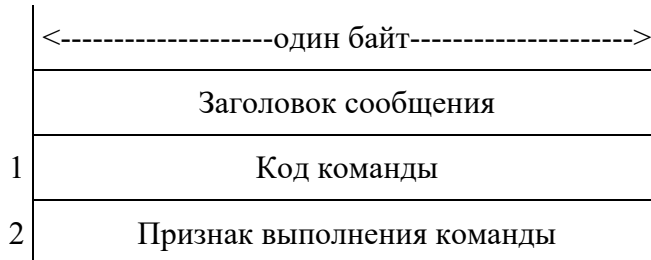 <--------------------один байт--------------------->
Заголовок сообщения
1 Код команды
2 Признак выполнения команды